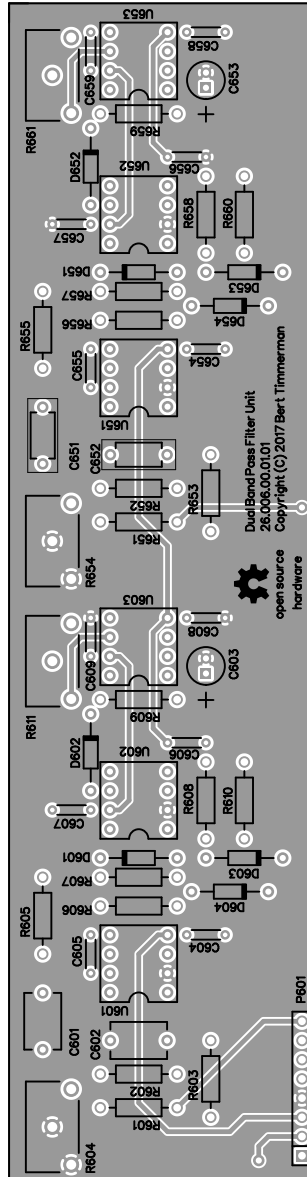 U653
C658
C659
C653
R661
R659
D652
U652
C656
C657
R658
R660
D651
D653
R657
D654
R655
R656
C655
C654
U651
Dual Band Pass Filter Unit
26.006.00.01.01
Copyright (C) 2017 Bert Timmerman
C651
C652
R652
R653
R651
R654
open source
hardware
U603
C608
C609
C603
R611
R609
D602
U602
C606
C607
R608
R610
D601
D603
R607
D604
R605
R606
C605
C604
U601
P601
C601
C602
R602
R603
R601
R604